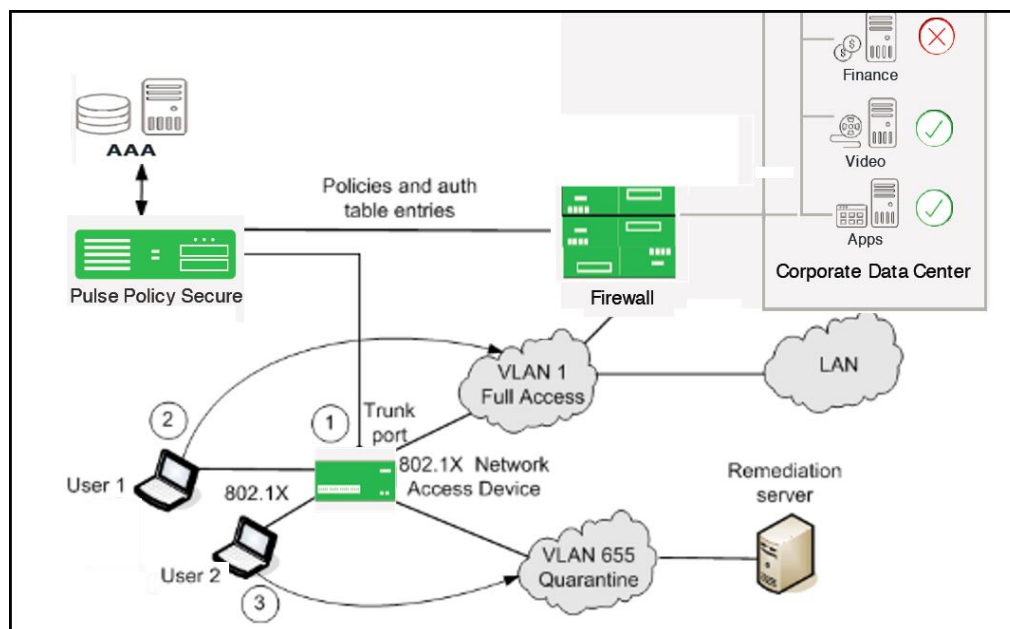 Finance
Video
Apps
Corporate Data Center
AAA
Policies and auth
table entries
Pulse Policy Secure
Firewall
VLAN 1
Full Access
LAN
2
1
Trunk
port
User 1
802.1X
802.1X Network
Access Device
Remediation
server
User 2
3
VLAN 655
Quarantine